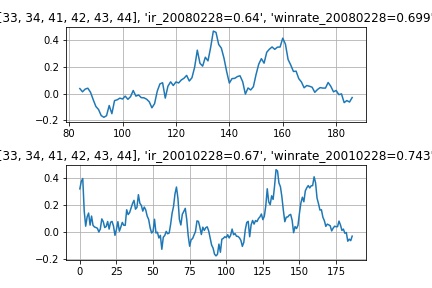 [33, 34, 41, 42, 43, 44], 'ir_20080228=0.64', 'winrate_20080228=0.699'
0.4
0.2
0.0
−0.2
80 100 120 140 160 180
[33, 34, 41, 42, 43, 44], 'ir_20010228=0.67', 'winrate_20010228=0.743'
0.4
0.2
0.0
−0.2
0 25 50 75 100 125 150 175